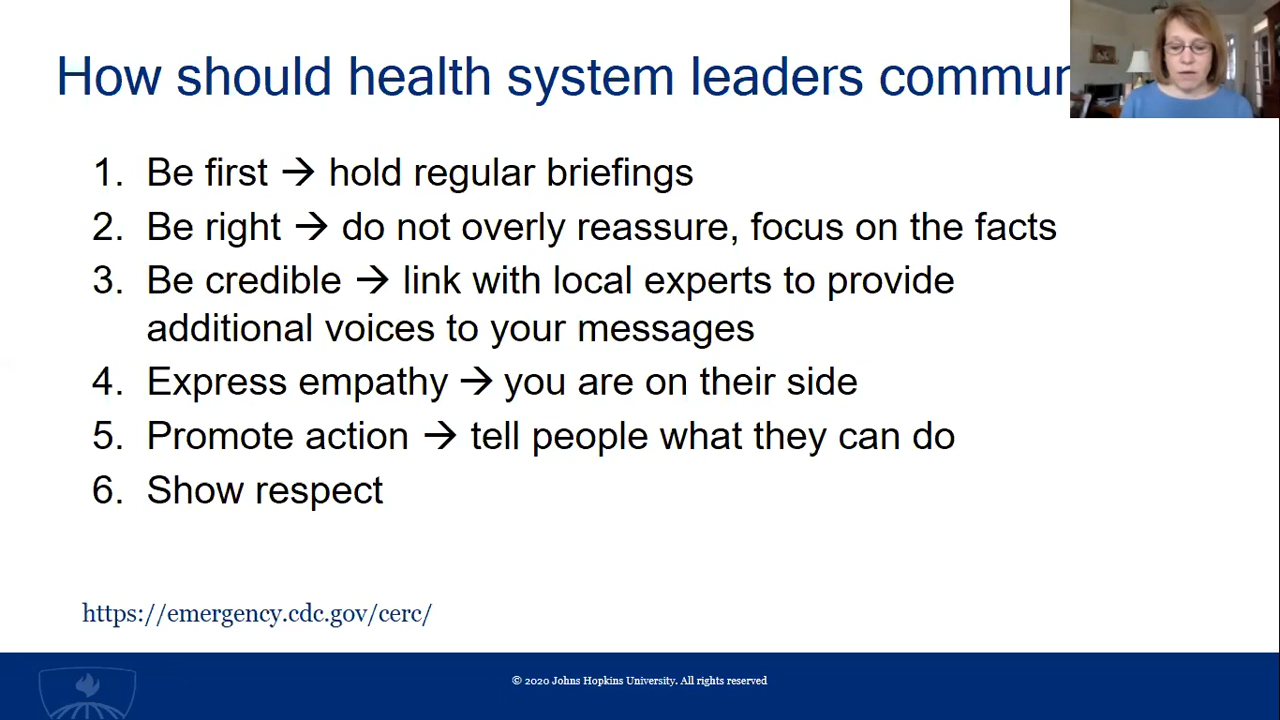 How should health system leaders commun
1. Be first → hold regular briefings
2. Be right → do not overly reassure, focus on the facts
3. Be credible → link with local experts to provide
additional voices to your messages
4. Express empathy → you are on their side
5. Promote action → tell people what they can do
6. Show respect
https://emergency.cdc.gov/cerc/
© 2020 Johns Hopkins University. All rights reserved